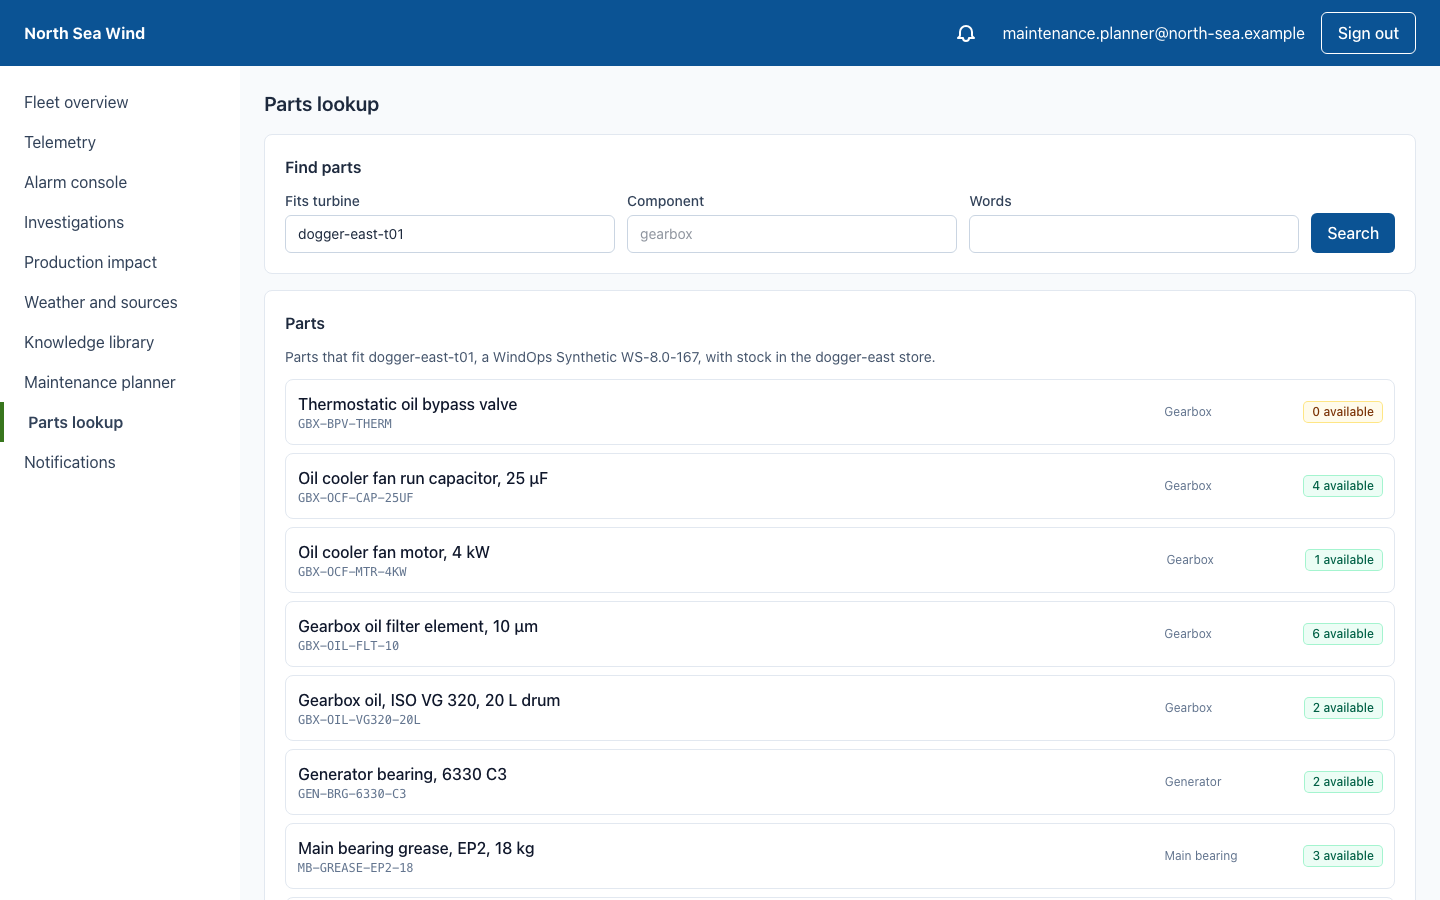 North Sea Wind
maintenance.planner@north-sea.example
Sign out
Fleet overview
Telemetry
Alarm console
Investigations
Production impact
Weather and sources
Knowledge library
Maintenance planner
Parts lookup
Notifications
Parts lookup
Find parts
Fits turbine
Component
Words
dogger-east-t01
gearbox
Search
Parts
Parts that fit dogger-east-t01, a WindOps Synthetic WS-8.0-167, with stock in the dogger-east store.
Thermostatic oil bypass valve
GBX-BPV-THERM
Gearbox
0 available
Oil cooler fan run capacitor, 25 µF
GBX-OCF-CAP-25UF
Gearbox
4 available
Oil cooler fan motor, 4 kW
GBX-OCF-MTR-4KW
Gearbox
1 available
Gearbox oil filter element, 10 µm
GBX-OIL-FLT-10
Gearbox
6 available
Gearbox oil, ISO VG 320, 20 L drum
GBX-OIL-VG320-20L
Gearbox
2 available
Generator bearing, 6330 C3
GEN-BRG-6330-C3
Generator
2 available
Main bearing grease, EP2, 18 kg
MB-GREASE-EP2-18
Main bearing
3 available